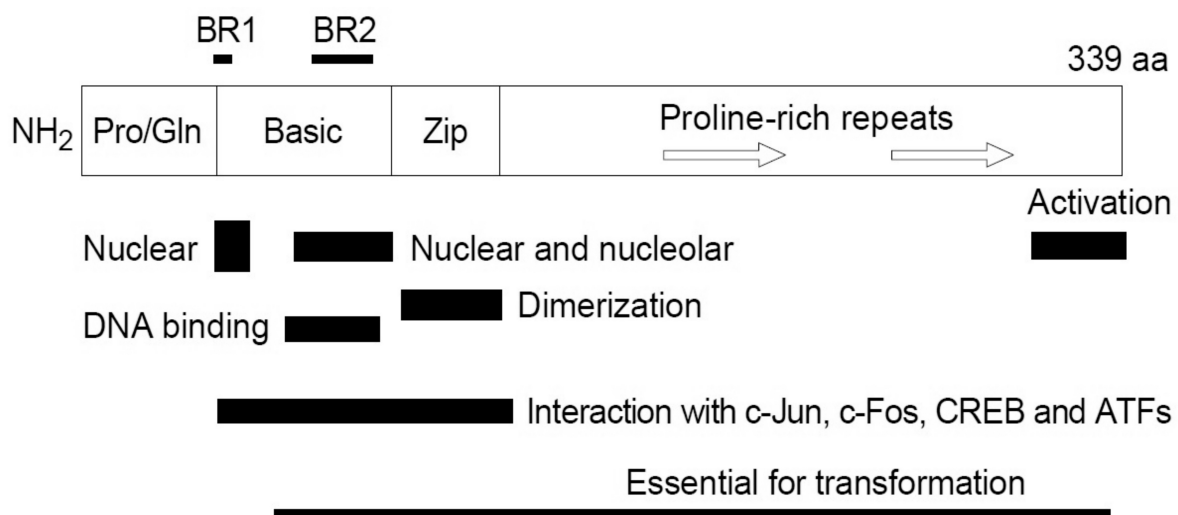 BR1 BR2
339 aa
NH2 Pro/Gln Basic Zip Proline-rich repeats
Activation
Nuclear Nuclear and nucleolar
Dimerization
DNA binding
Interaction with c-Jun, c-Fos, CREB and ATFs
Essential for transformation